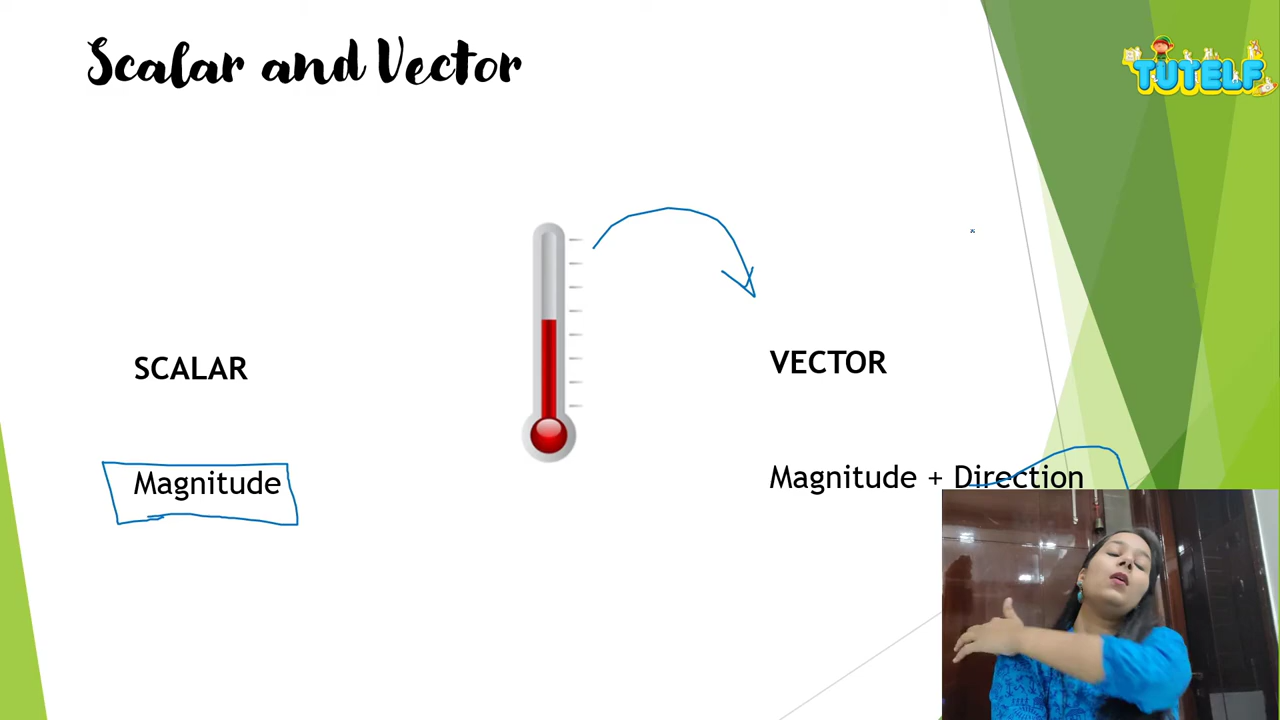 Scalar and Vector
TUTELF
SCALAR
VECTOR
Magnitude
Magnitude + Direction